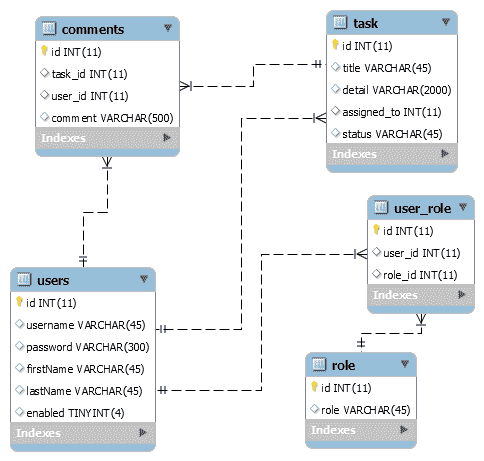 comments
id INT(11)
task_id INT(11)
user_id INT(11)
comment VARCHAR(500)
Indexes
task
id INT(11)
title VARCHAR(45)
detail VARCHAR(2000)
assigned_to INT(11)
status VARCHAR(45)
Indexes
user_role
id INT(11)
user_id INT(11)
role_id INT(11)
Indexes
users
id INT(11)
username VARCHAR(45)
password VARCHAR(300)
firstName VARCHAR(45)
lastName VARCHAR(45)
enabled TINYINT(4)
Indexes
role
id INT(11)
role VARCHAR(45)
Indexes